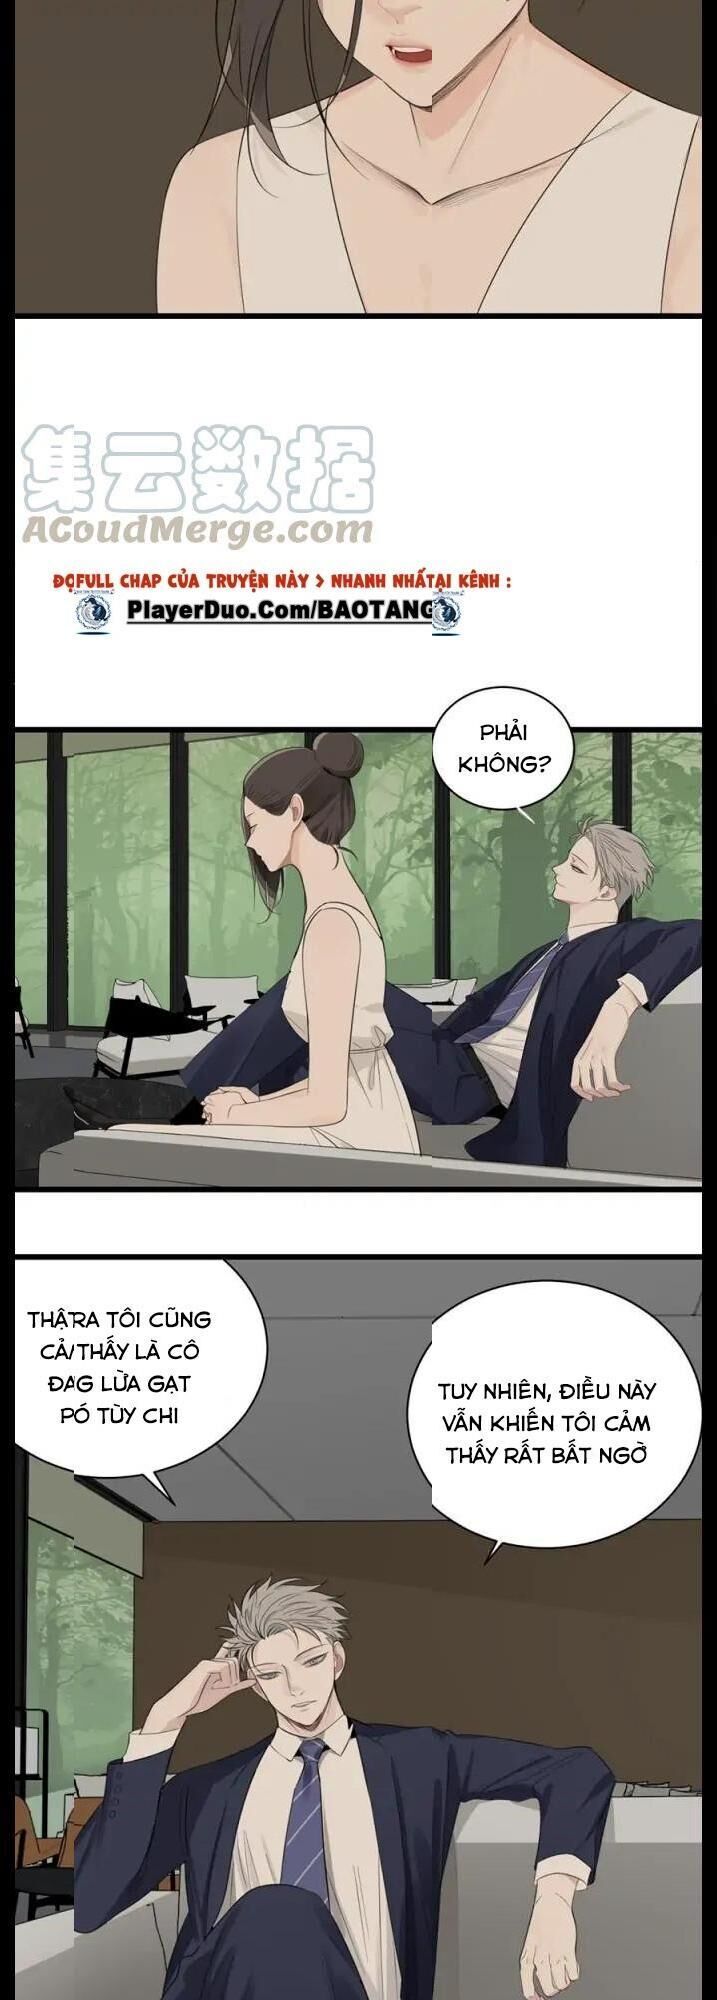 集云数据
ACoudMerge.com
ĐỌFULL CHAP CỦA TRUYỆN NÀY > NHANH NHẤTẠI KÊNH :
PlayerDuo.Com/BAOTANG
PHẢI
KHÔNG?
THẬRA TÔI CŨNG
CẢ/THẤY LÀ CÔ
ĐAG LỪA GẠT
PÓ TÙY CHI
TUY NHIÊN, ĐIỀU NÀY
VẪN KHIẾN TÔI CẢM
THẤY RẤT BẤT NGỜ